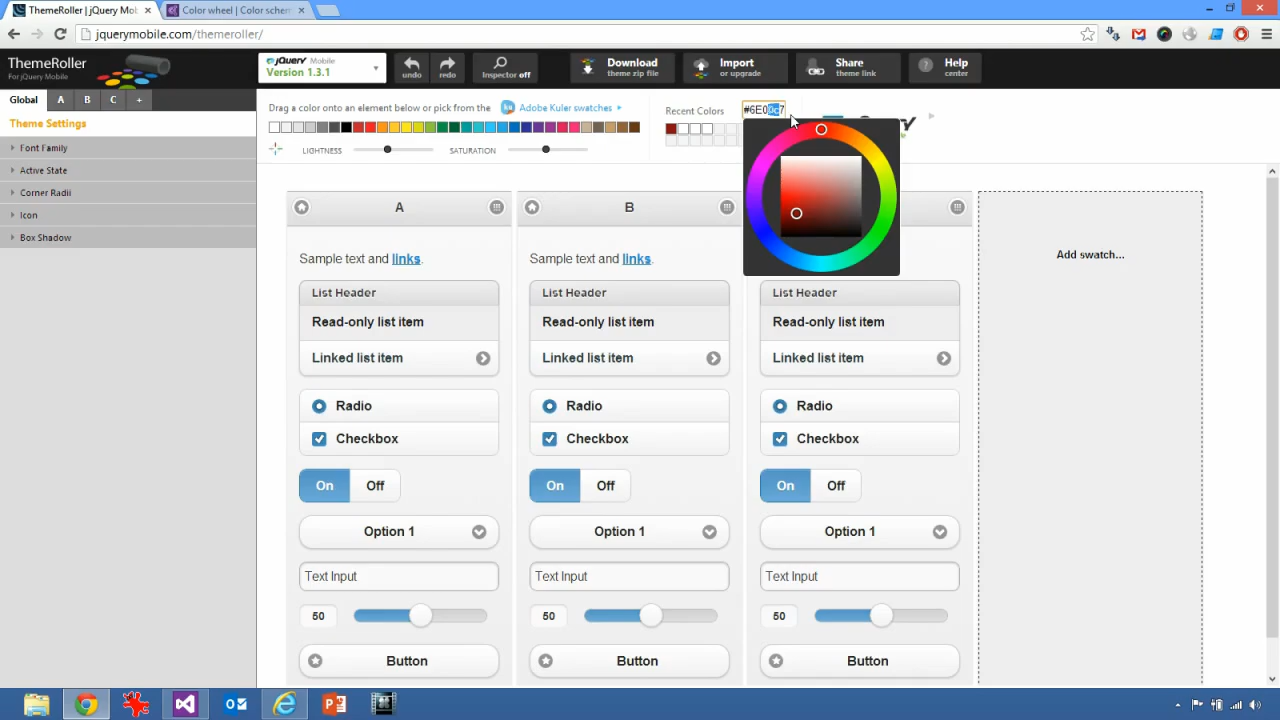 ThemeRoller | jQuery Mob
Color wheel | Color schem
jquerymobile.com/themeroller/
ThemeRoller
For jQuery Mobile
jQuery Mobile
Version 1.3.1
undo
redo
Inspector off
Download
theme zip file
Import
or upgrade
Share
theme link
Help
center
Global
A
B
C
+
Theme Settings
Font Family
Active State
Corner Radii
Icon
Box Shadow
Drag a color onto an element below or pick from the
Adobe Kuler swatches
LIGHTNESS
SATURATION
Recent Colors
#6E00c7
A
B
Sample text and links.
Sample text and links.
List Header
List Header
List Header
Read-only list item
Read-only list item
Read-only list item
Linked list item
Linked list item
Linked list item
Radio
Radio
Radio
Checkbox
Checkbox
Checkbox
On
Off
On
Off
On
Off
Option 1
Option 1
Option 1
Text Input
Text Input
Text Input
50
50
50
Button
Button
Button
Add swatch...